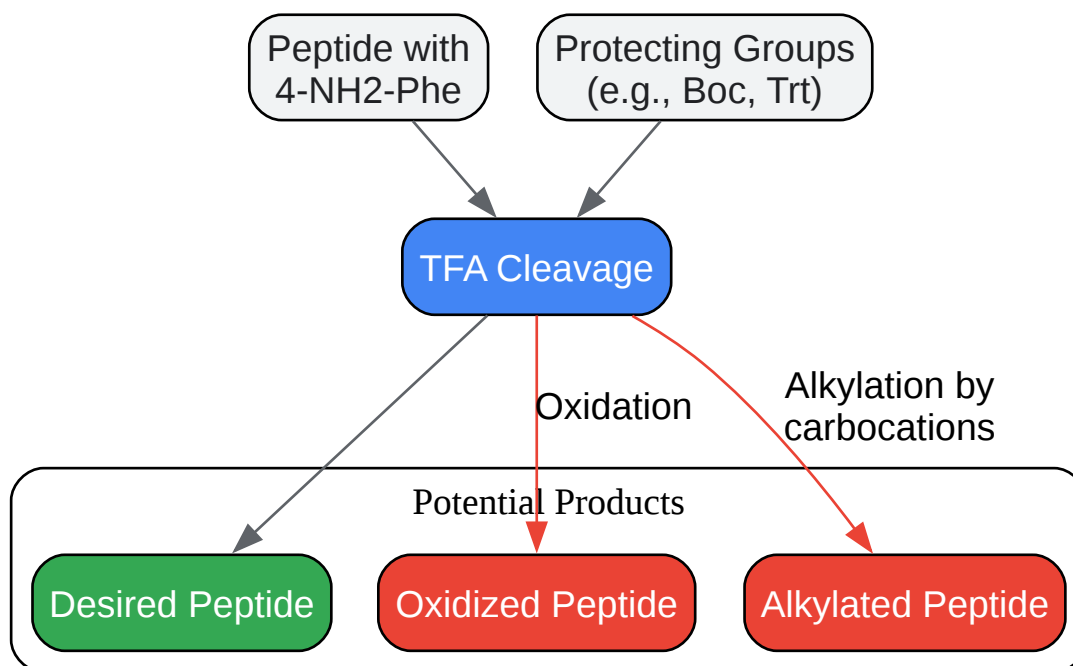 Peptide with
4-NH2-Phe
Protecting Groups
(e.g., Boc, Trt)
TFA Cleavage
Oxidation
Alkylation by
carbocations
Potential Products
Desired Peptide
Oxidized Peptide
Alkylated Peptide